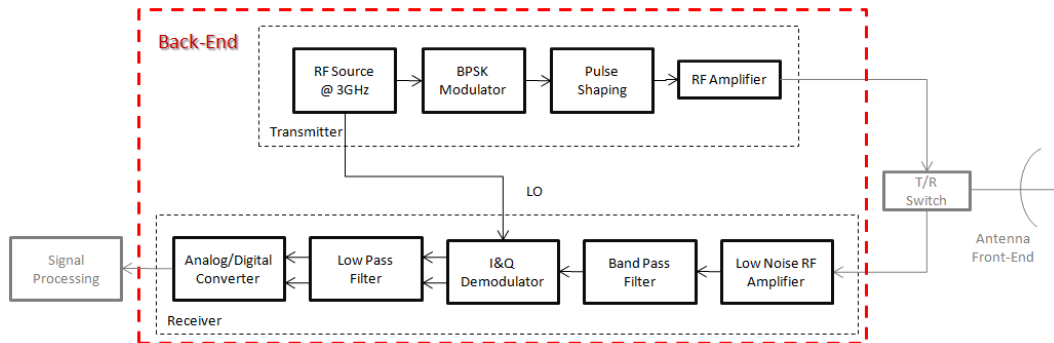 Back-End
RF Source
@ 3GHz
BPSK
Modulator
Pulse
Shaping
RF Amplifier
Transmitter
T/R
Switch
LO
Antenna
Front-End
Signal
Processing
Analog/Digital
Converter
Low Pass
Filter
I&Q
Demodulator
Band Pass
Filter
Low Noise RF
Amplifier
Receiver